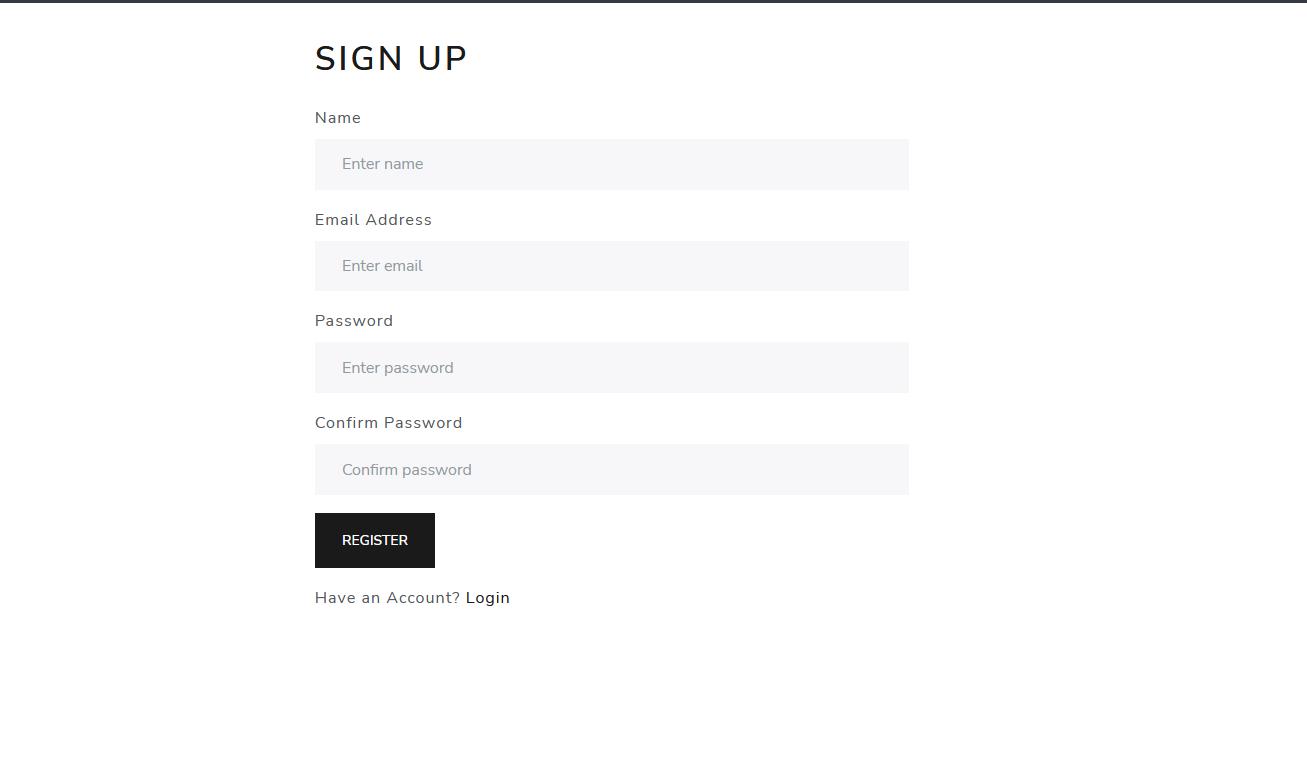 SIGN UP
Name
Enter name
Email Address
Enter email
Password
Enter password
Confirm Password
Confirm password
REGISTER
Have an Account? Login